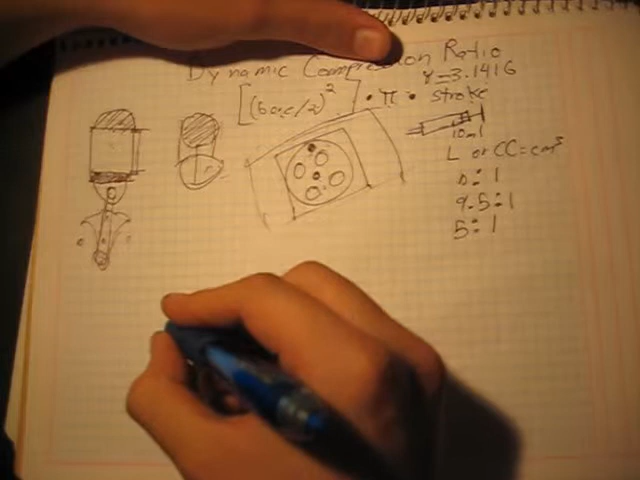 Dynamic Compression Ratio
γ=3.1416
[(bore/2)²] • π • stroke
10ml
L or CC=cm³
n:1
9.5:1
5:1